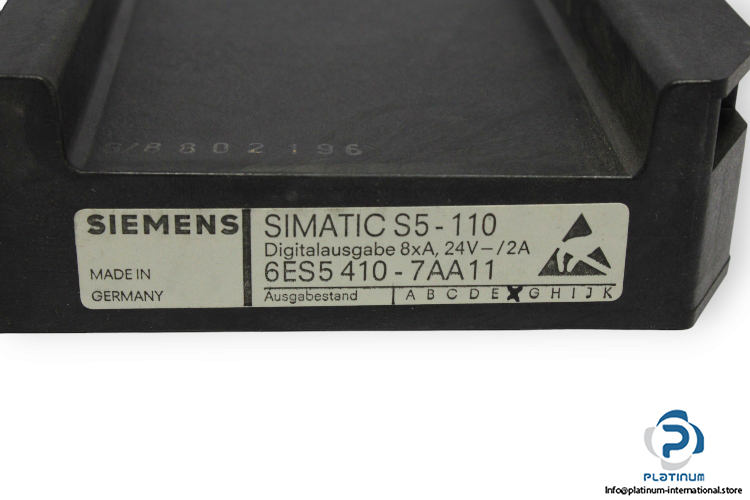 8802196
SIEMENS
SIMATIC S5-110
Digitalausgabe 8xA, 24V-/2A
6ES5 410-7AA11
MADE IN
GERMANY
Ausgabestand
A B C D E X G H I J K
PLATINUM
Info@platinum-international.store